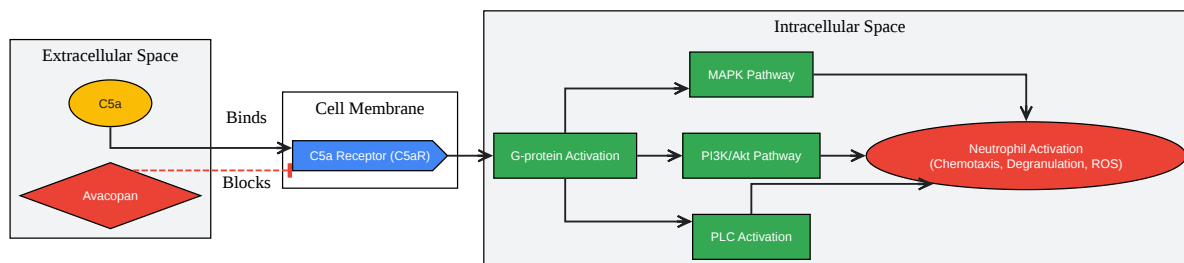 Extracellular Space
C5a
Avacopan
Binds
Blocks
Cell Membrane
C5a Receptor (C5aR)
Intracellular Space
G-protein Activation
MAPK Pathway
PI3K/Akt Pathway
PLC Activation
Neutrophil Activation
(Chemotaxis, Degranulation, ROS)